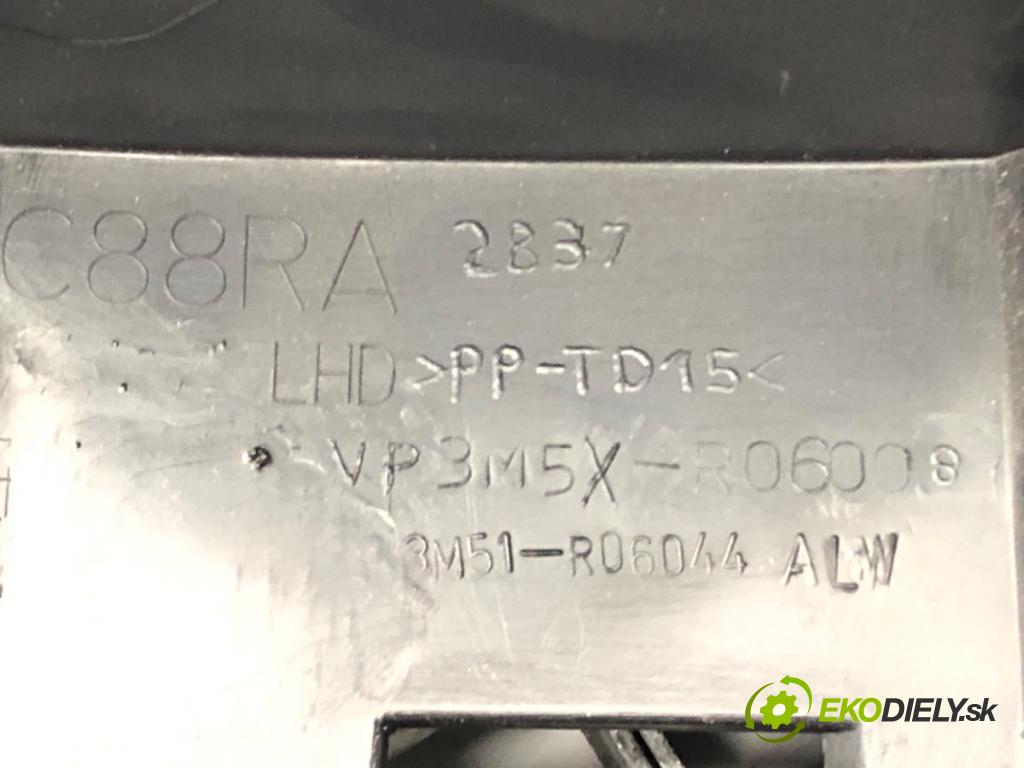 C88RA 2837
LHD >PP-TD15<
VP3M5X-R06008
3M51-R06044 ALW
EKODIELY.sk